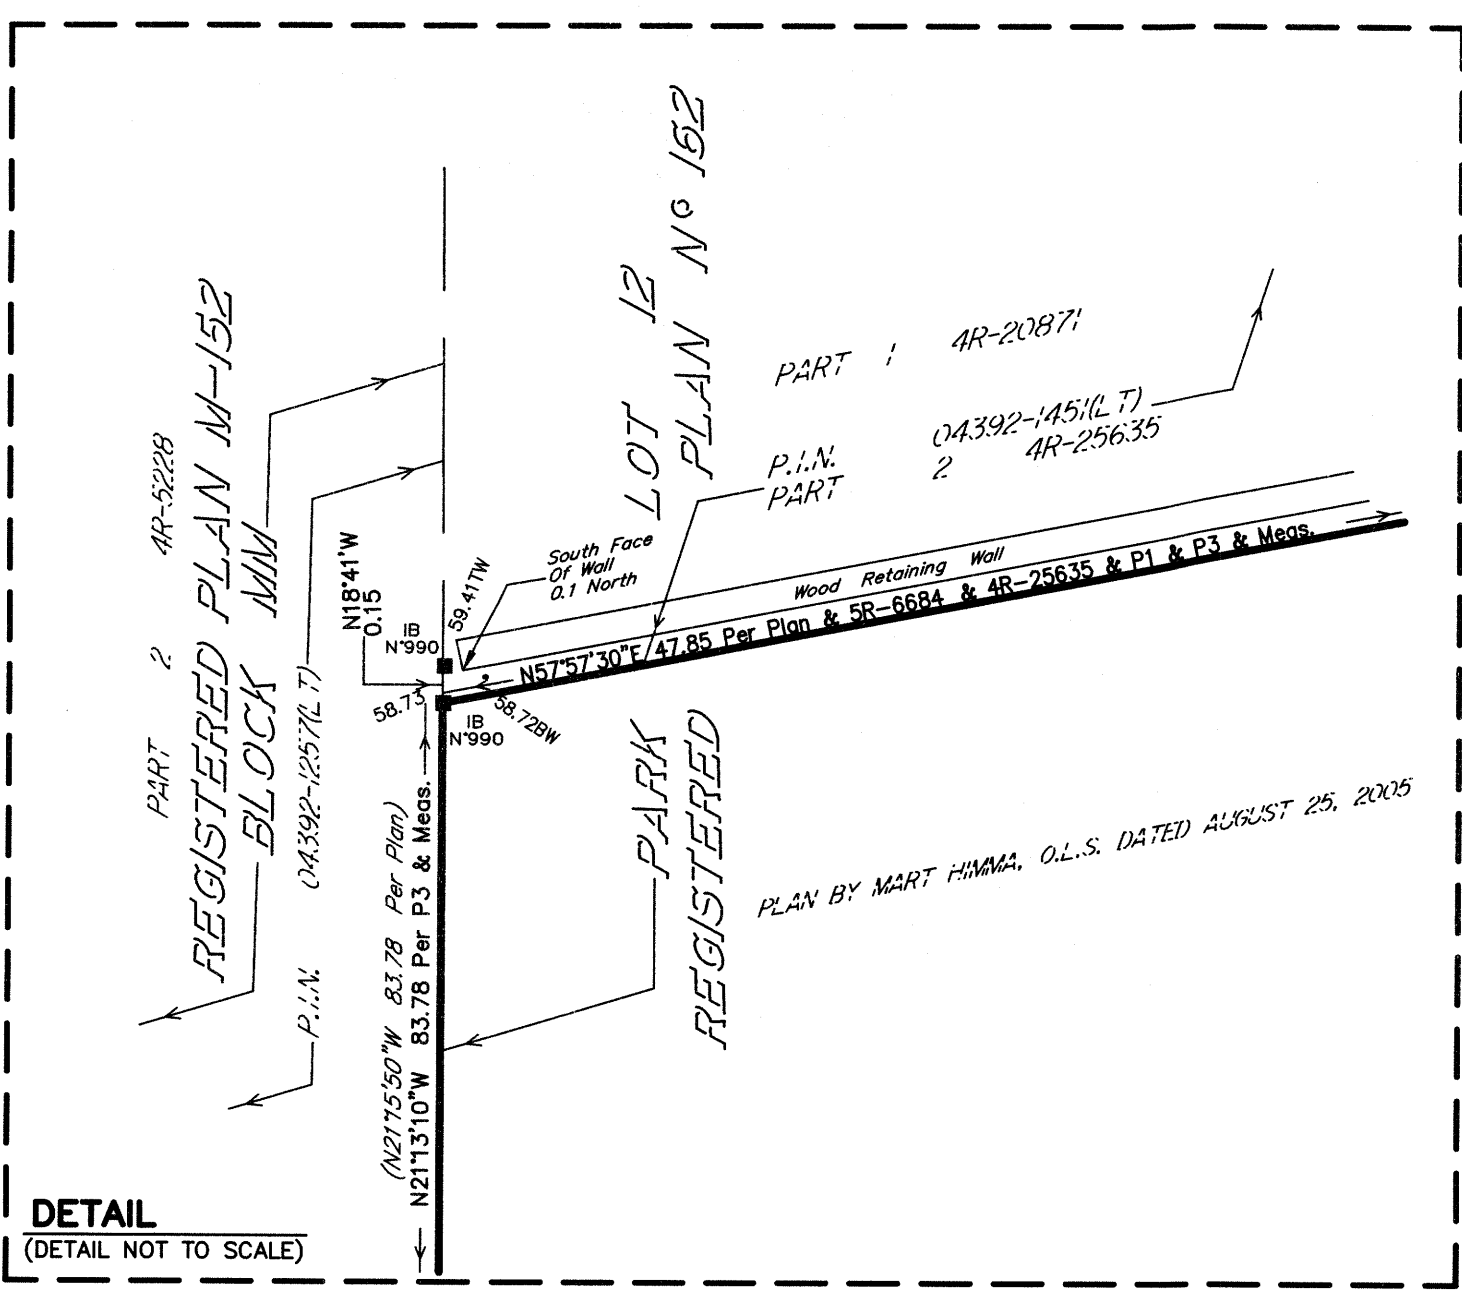 PART 2 4R-5228
REGISTERED PLAN M-152
BLOCK MM
P.I.N. 04392-1257(LT)
N18°41'W
0.15
IB
N°990
59.41TW
South Face
Of Wall
0.1 North
LOT 12
PLAN N° 152
PART 1 4R-20871
P.I.N. 04392-1451(LT)
PART 2 4R-25635
Wood Retaining Wall
N57°57'30"E 47.85 Per Plan & 5R-6684 & 4R-25635 & P1 & P3 & Meas.
58.73
58.72BW
IB
N°990
(N21°15'50"W 83.78 Per Plan)
N21°13'10"W 83.78 Per P3 & Meas.
PARK
REGISTERED
PLAN BY MART HIMMA, O.L.S. DATED AUGUST 25, 2005
DETAIL
(DETAIL NOT TO SCALE)